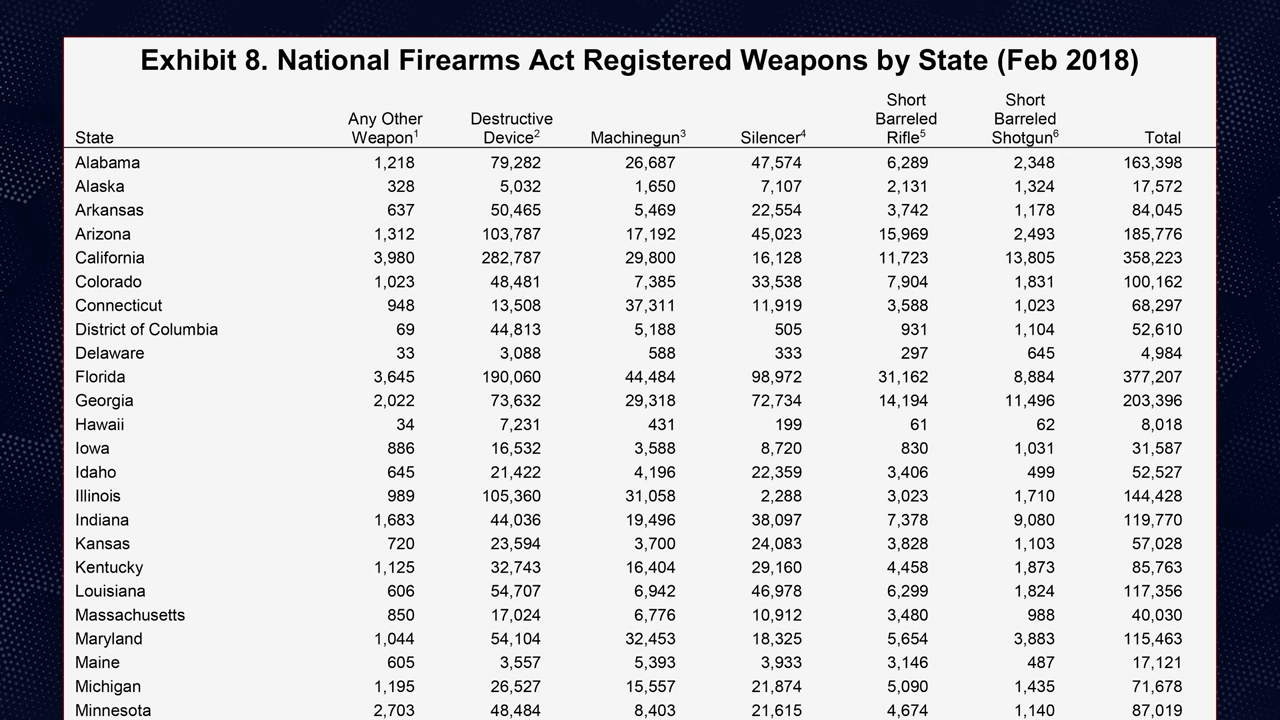 Exhibit 8. National Firearms Act Registered Weapons by State (Feb 2018)
State Any Other Weapon¹ Destructive Device² Machinegun³ Silencer⁴ Short Barreled Rifle⁵ Short Barreled Shotgun⁶ Total
Alabama 1,218 79,282 26,687 47,574 6,289 2,348 163,398
Alaska 328 5,032 1,650 7,107 2,131 1,324 17,572
Arkansas 637 50,465 5,469 22,554 3,742 1,178 84,045
Arizona 1,312 103,787 17,192 45,023 15,969 2,493 185,776
California 3,980 282,787 29,800 16,128 11,723 13,805 358,223
Colorado 1,023 48,481 7,385 33,538 7,904 1,831 100,162
Connecticut 948 13,508 37,311 11,919 3,588 1,023 68,297
District of Columbia 69 44,813 5,188 505 931 1,104 52,610
Delaware 33 3,088 588 333 297 645 4,984
Florida 3,645 190,060 44,484 98,972 31,162 8,884 377,207
Georgia 2,022 73,632 29,318 72,734 14,194 11,496 203,396
Hawaii 34 7,231 431 199 61 62 8,018
Iowa 886 16,532 3,588 8,720 830 1,031 31,587
Idaho 645 21,422 4,196 22,359 3,406 499 52,527
Illinois 989 105,360 31,058 2,288 3,023 1,710 144,428
Indiana 1,683 44,036 19,496 38,097 7,378 9,080 119,770
Kansas 720 23,594 3,700 24,083 3,828 1,103 57,028
Kentucky 1,125 32,743 16,404 29,160 4,458 1,873 85,763
Louisiana 606 54,707 6,942 46,978 6,299 1,824 117,356
Massachusetts 850 17,024 6,776 10,912 3,480 988 40,030
Maryland 1,044 54,104 32,453 18,325 5,654 3,883 115,463
Maine 605 3,557 5,393 3,933 3,146 487 17,121
Michigan 1,195 26,527 15,557 21,874 5,090 1,435 71,678
Minnesota 2,703 48,484 8,403 21,615 4,674 1,140 87,019